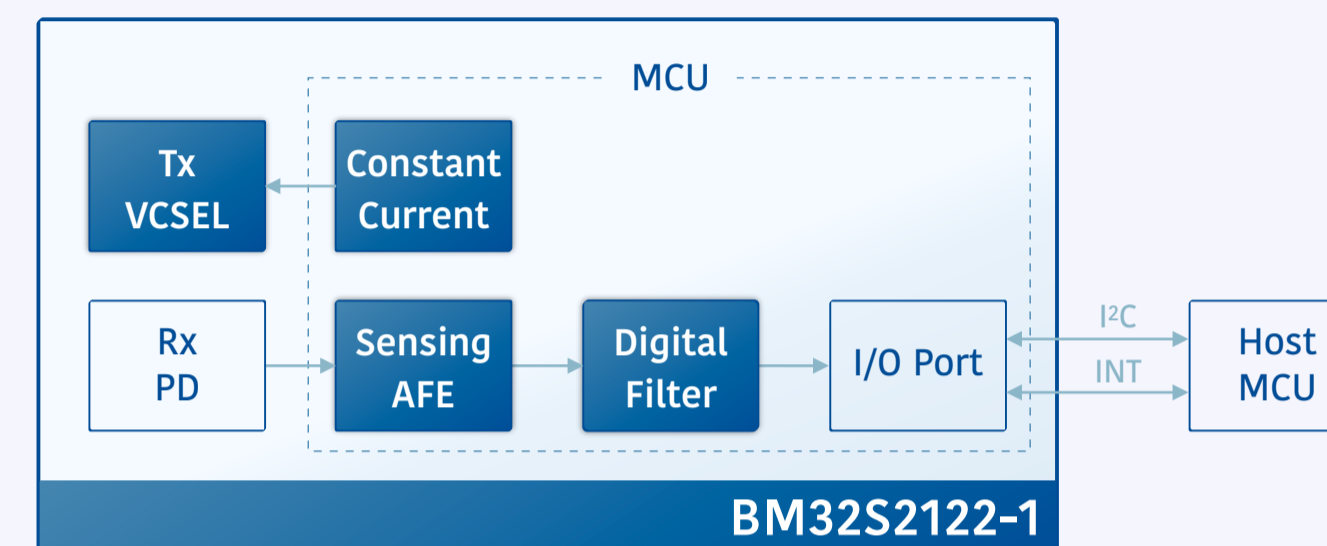 MCU
Tx
VCSEL
Constant
Current
Rx
PD
Sensing
AFE
Digital
Filter
I/O Port
I²C
INT
Host
MCU
BM32S2122-1